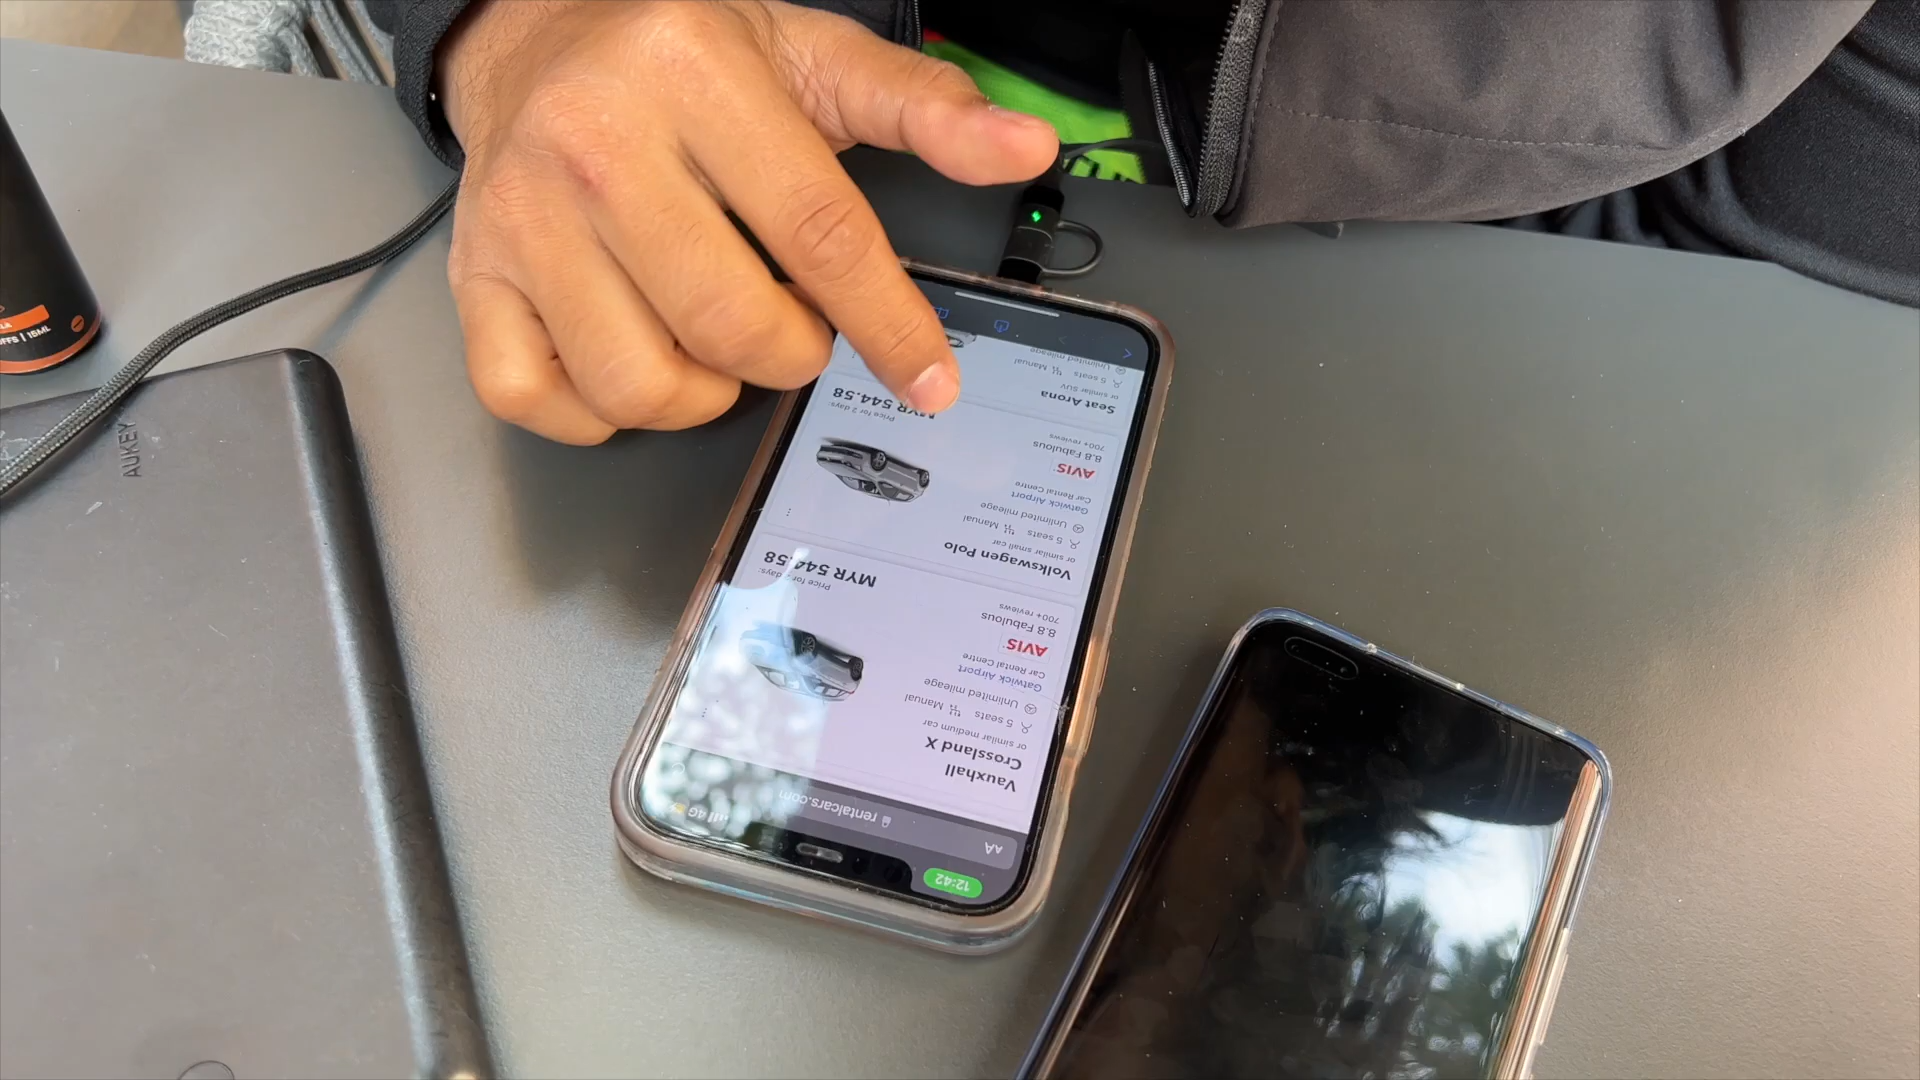 12:42
4G
AA
rentalcars.com
Vauxhall
Crossland X
or similar medium car
5 seats
Manual
Unlimited mileage
Gatwick Airport
Car Rental Centre
AVIS
8.8 Fabulous
700+ reviews
Price for 2 days:
MYR 544.58
Volkswagen Polo
or similar small car
5 seats
Manual
Unlimited mileage
Gatwick Airport
Car Rental Centre
AVIS
8.8 Fabulous
700+ reviews
Price for 2 days:
MYR 544.58
Seat Arona
or similar SUV
5 seats
Manual
Unlimited mileage
AUKEY
15ML